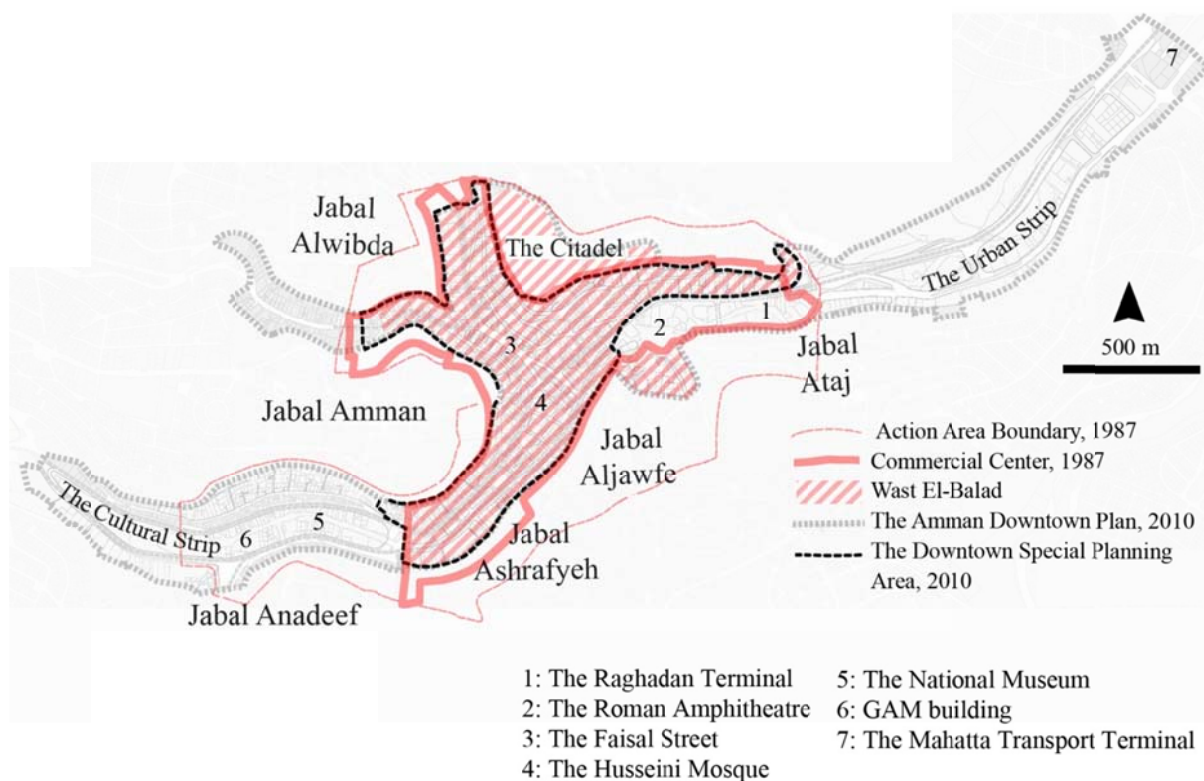 7
Jabal
Alwibda
The Citadel
The Urban Strip
1
2
3
Jabal
Ataj
500 m
Jabal Amman
4
Jabal
Aljawfe
The Cultural Strip
5
6
Jabal
Ashrafyeh
Jabal Anadeef
Action Area Boundary, 1987
Commercial Center, 1987
Wast El-Balad
The Amman Downtown Plan, 2010
The Downtown Special Planning
Area, 2010
1: The Raghadan Terminal
2: The Roman Amphitheatre
3: The Faisal Street
4: The Husseini Mosque
5: The National Museum
6: GAM building
7: The Mahatta Transport Terminal